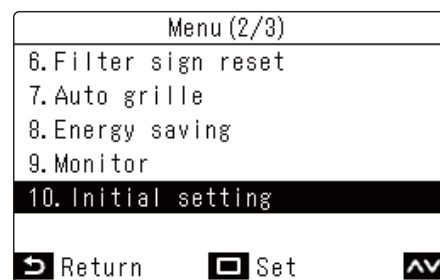 Menu(2/3)
6.Filter sign reset
7.Auto grille
8.Energy saving
9.Monitor
10.Initial setting
Return Set